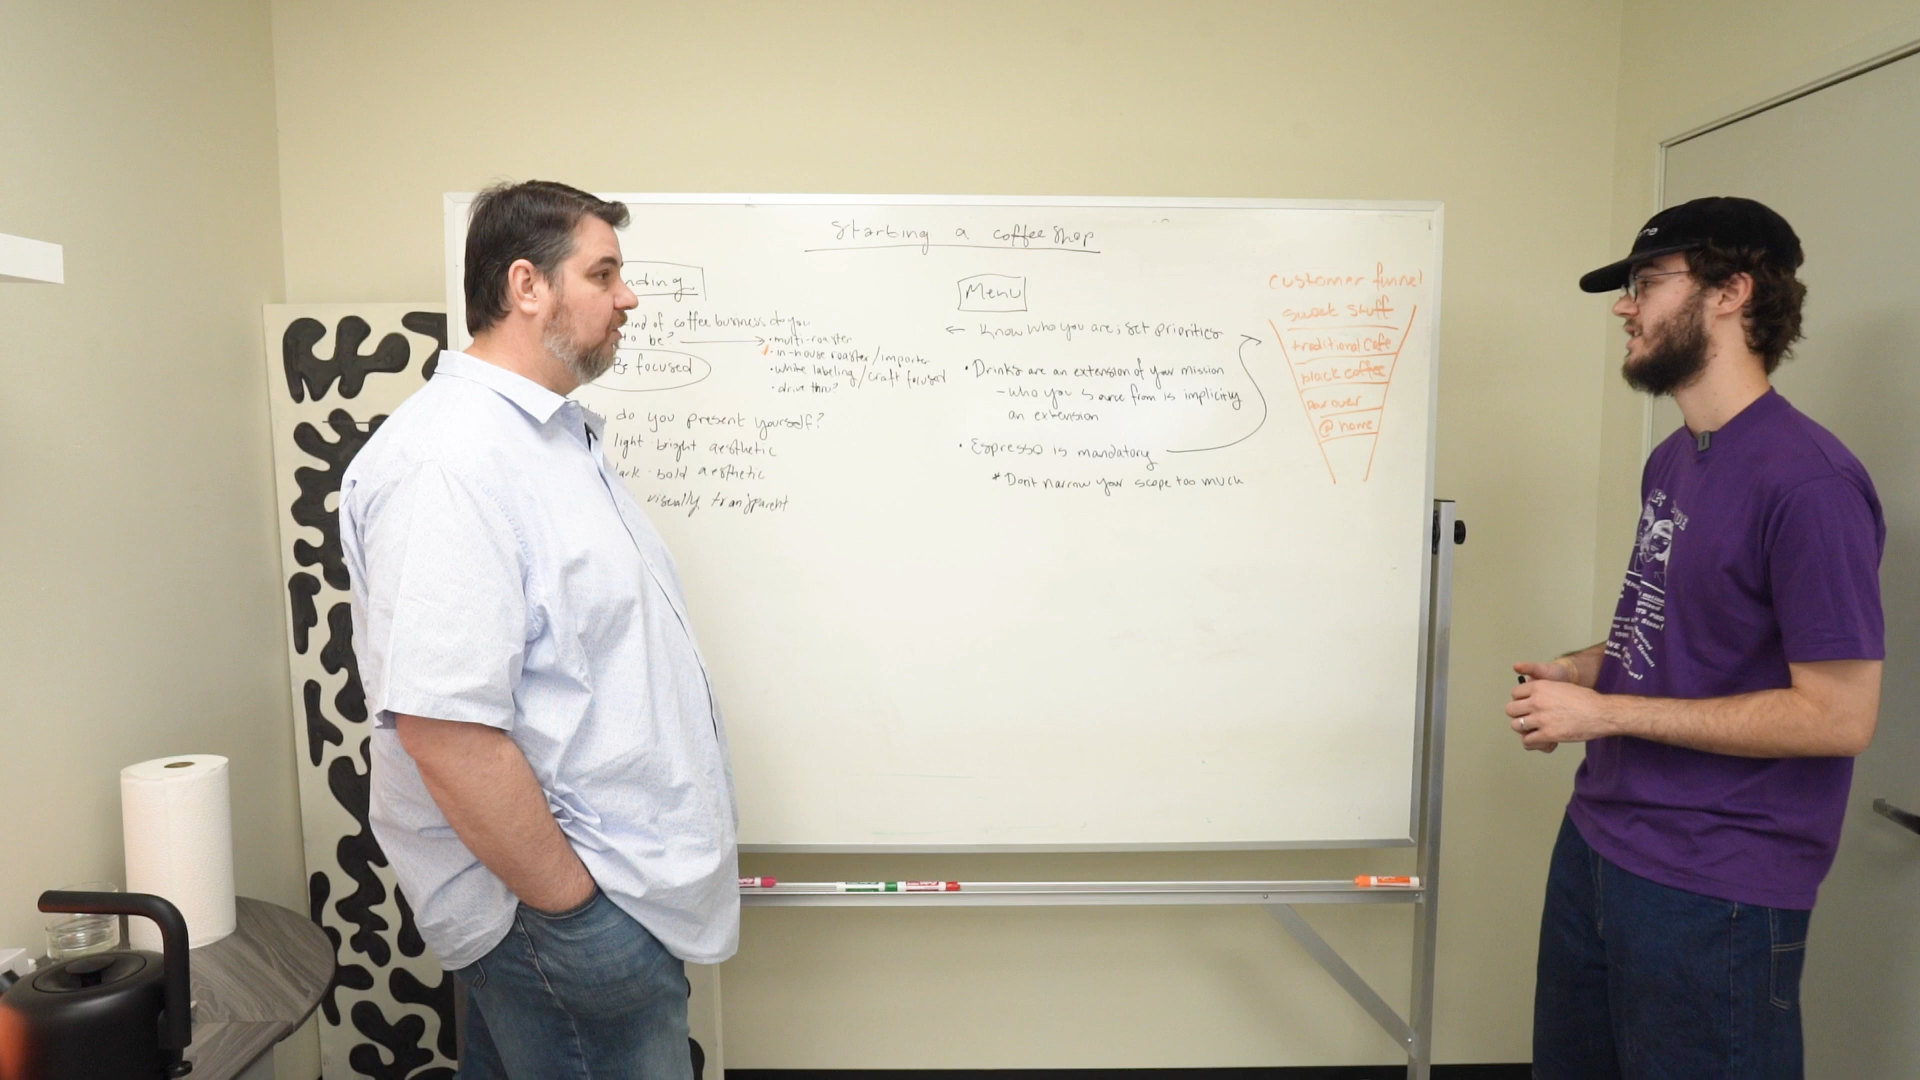 Starting a coffee shop
nding
ind of coffee business do you
to be?
Be focused
• multi-roaster
• in-house roaster/importer
• white labeling/craft focused
• drive thru?
do you present yourself?
light · bright aesthetic
dark · bold aesthetic
visually transparent
Menu
← Know who you are, set priorities
• Drinks are an extension of your mission
- who you source from is implicitly
an extension
• Espresso is mandatory
* Dont narrow your scope too much
customer funnel
sweet stuff
traditional cafe
black coffee
pour over
@ home